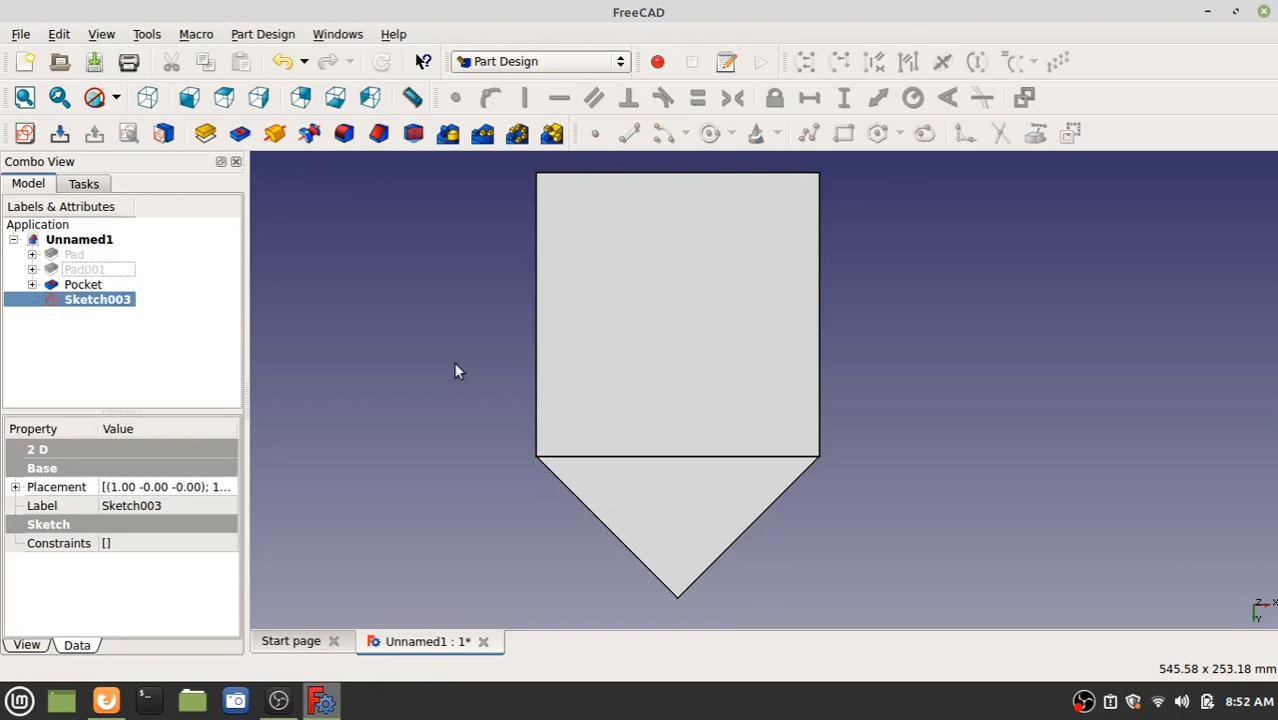 FreeCAD
File Edit View Tools Macro Part Design Windows Help
Part Design
Combo View
Model Tasks
Labels & Attributes
Application
Unnamed1
Pad
Pad001
Pocket
Sketch003
Property Value
2 D
Base
Placement [(1.00 -0.00 -0.00); 1...
Label Sketch003
Sketch
Constraints []
Z X
Y
View Data
Start page Unnamed1 : 1*
545.58 x 253.18 mm
8:52 AM